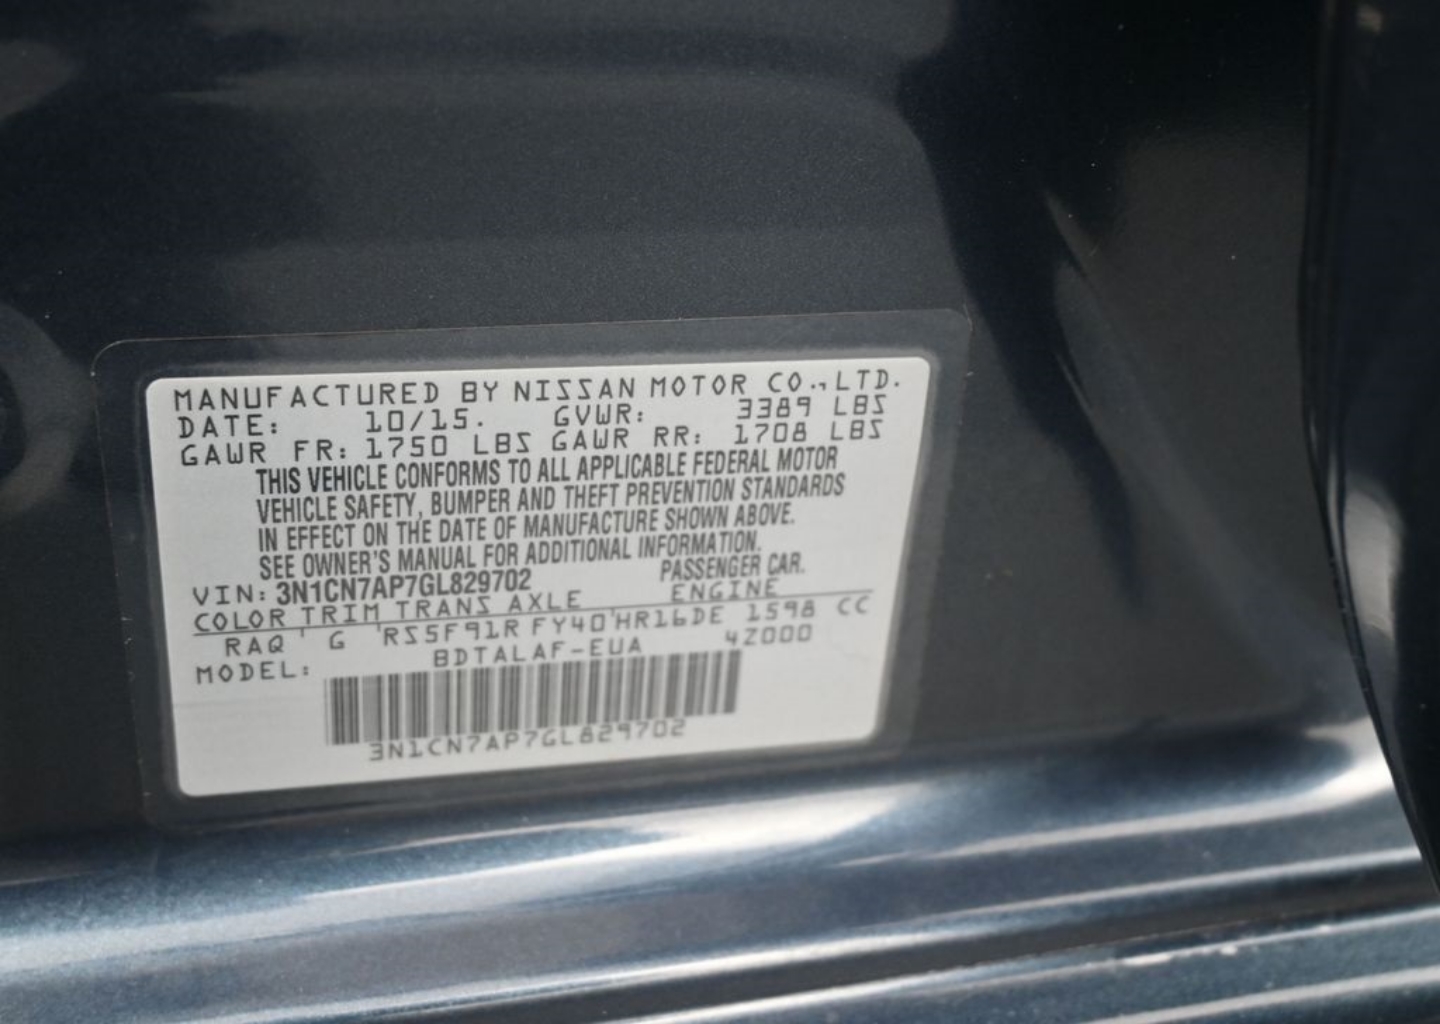 MANUFACTURED BY NISSAN MOTOR CO., LTD.
DATE: 10/15. GVWR: 3389 LBS
GAWR FR: 1750 LBS GAWR RR: 1708 LBS
THIS VEHICLE CONFORMS TO ALL APPLICABLE FEDERAL MOTOR
VEHICLE SAFETY, BUMPER AND THEFT PREVENTION STANDARDS
IN EFFECT ON THE DATE OF MANUFACTURE SHOWN ABOVE.
SEE OWNER'S MANUAL FOR ADDITIONAL INFORMATION.
VIN: 3N1CN7AP7GL829702 PASSENGER CAR.
COLOR TRIM TRANS AXLE ENGINE
RAQ ' G 'RS5F91R FY40'HR16DE 1598 CC
MODEL: BDTALAF-EUA 4Z000
3N1CN7AP7GL829702